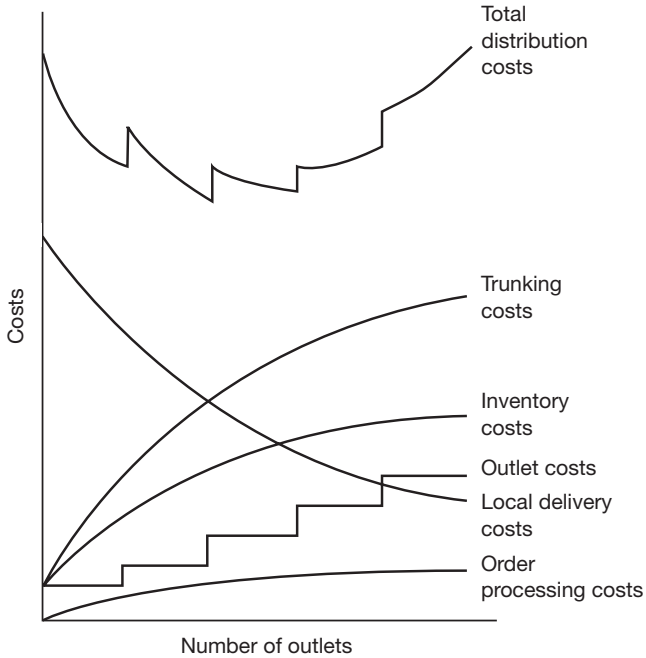 Total
distribution
costs
Trunking
costs
Costs
Inventory
costs
Outlet costs
Local delivery
costs
Order
processing costs
Number of outlets